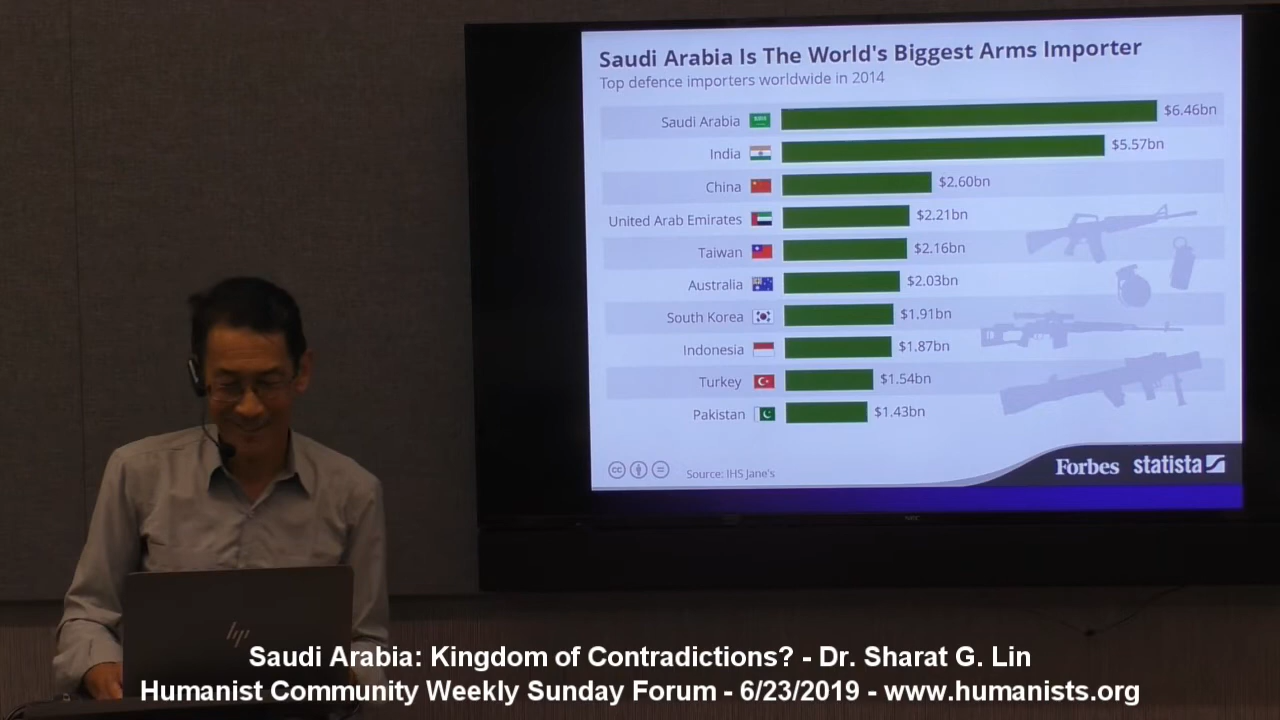 Saudi Arabia Is The World's Biggest Arms Importer
Top defence importers worldwide in 2014
Saudi Arabia $6.46bn
India $5.57bn
China $2.60bn
United Arab Emirates $2.21bn
Taiwan $2.16bn
Australia $2.03bn
South Korea $1.91bn
Indonesia $1.87bn
Turkey $1.54bn
Pakistan $1.43bn
cc
Source: IHS Jane's
Forbes statista
NEC
hp
Saudi Arabia: Kingdom of Contradictions? - Dr. Sharat G. Lin
Humanist Community Weekly Sunday Forum - 6/23/2019 - www.humanists.org